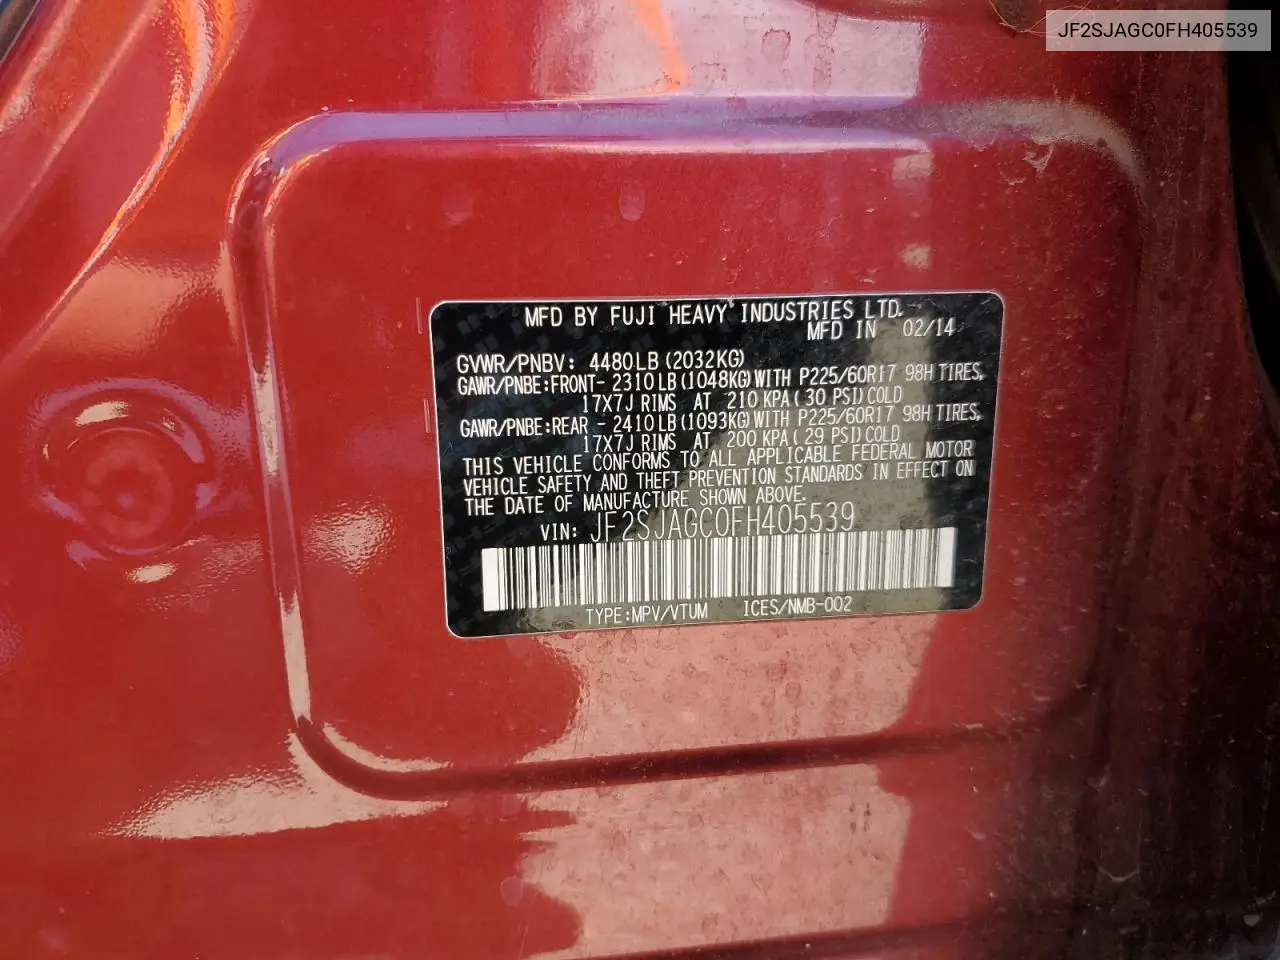 JF2SJAGC0FH405539
MFD BY FUJI HEAVY INDUSTRIES LTD.
MFD IN 02/14
GVWR/PNBV: 4480LB (2032KG)
GAWR/PNBE:FRONT- 2310LB (1048KG) WITH P225/60R17 98H TIRES,
17X7J RIMS AT 210 KPA ( 30 PSI) COLD
GAWR/PNBE:REAR - 2410LB (1093KG) WITH P225/60R17 98H TIRES,
17X7J RIMS AT 200 KPA ( 29 PSI) COLD
THIS VEHICLE CONFORMS TO ALL APPLICABLE FEDERAL MOTOR
VEHICLE SAFETY AND THEFT PREVENTION STANDARDS IN EFFECT ON
THE DATE OF MANUFACTURE SHOWN ABOVE.
VIN: JF2SJAGC0FH405539
TYPE:MPV/VTUM ICES/NMB-002